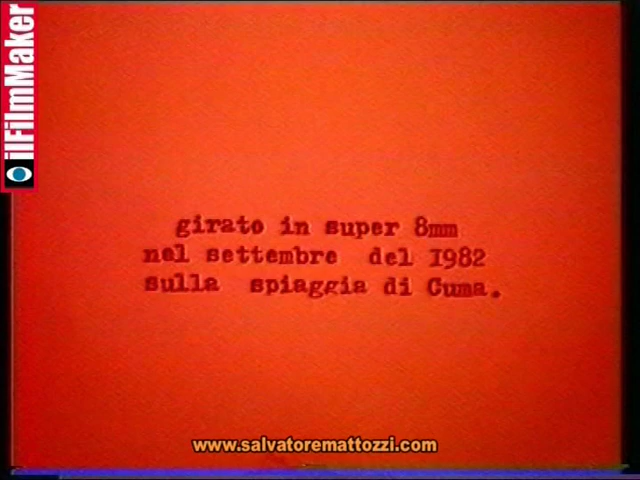 ilFilmMaker
girato in super 8mm
nel settembre del 1982
sulla spiaggia di Cuma.
www.salvatoremattozzi.com